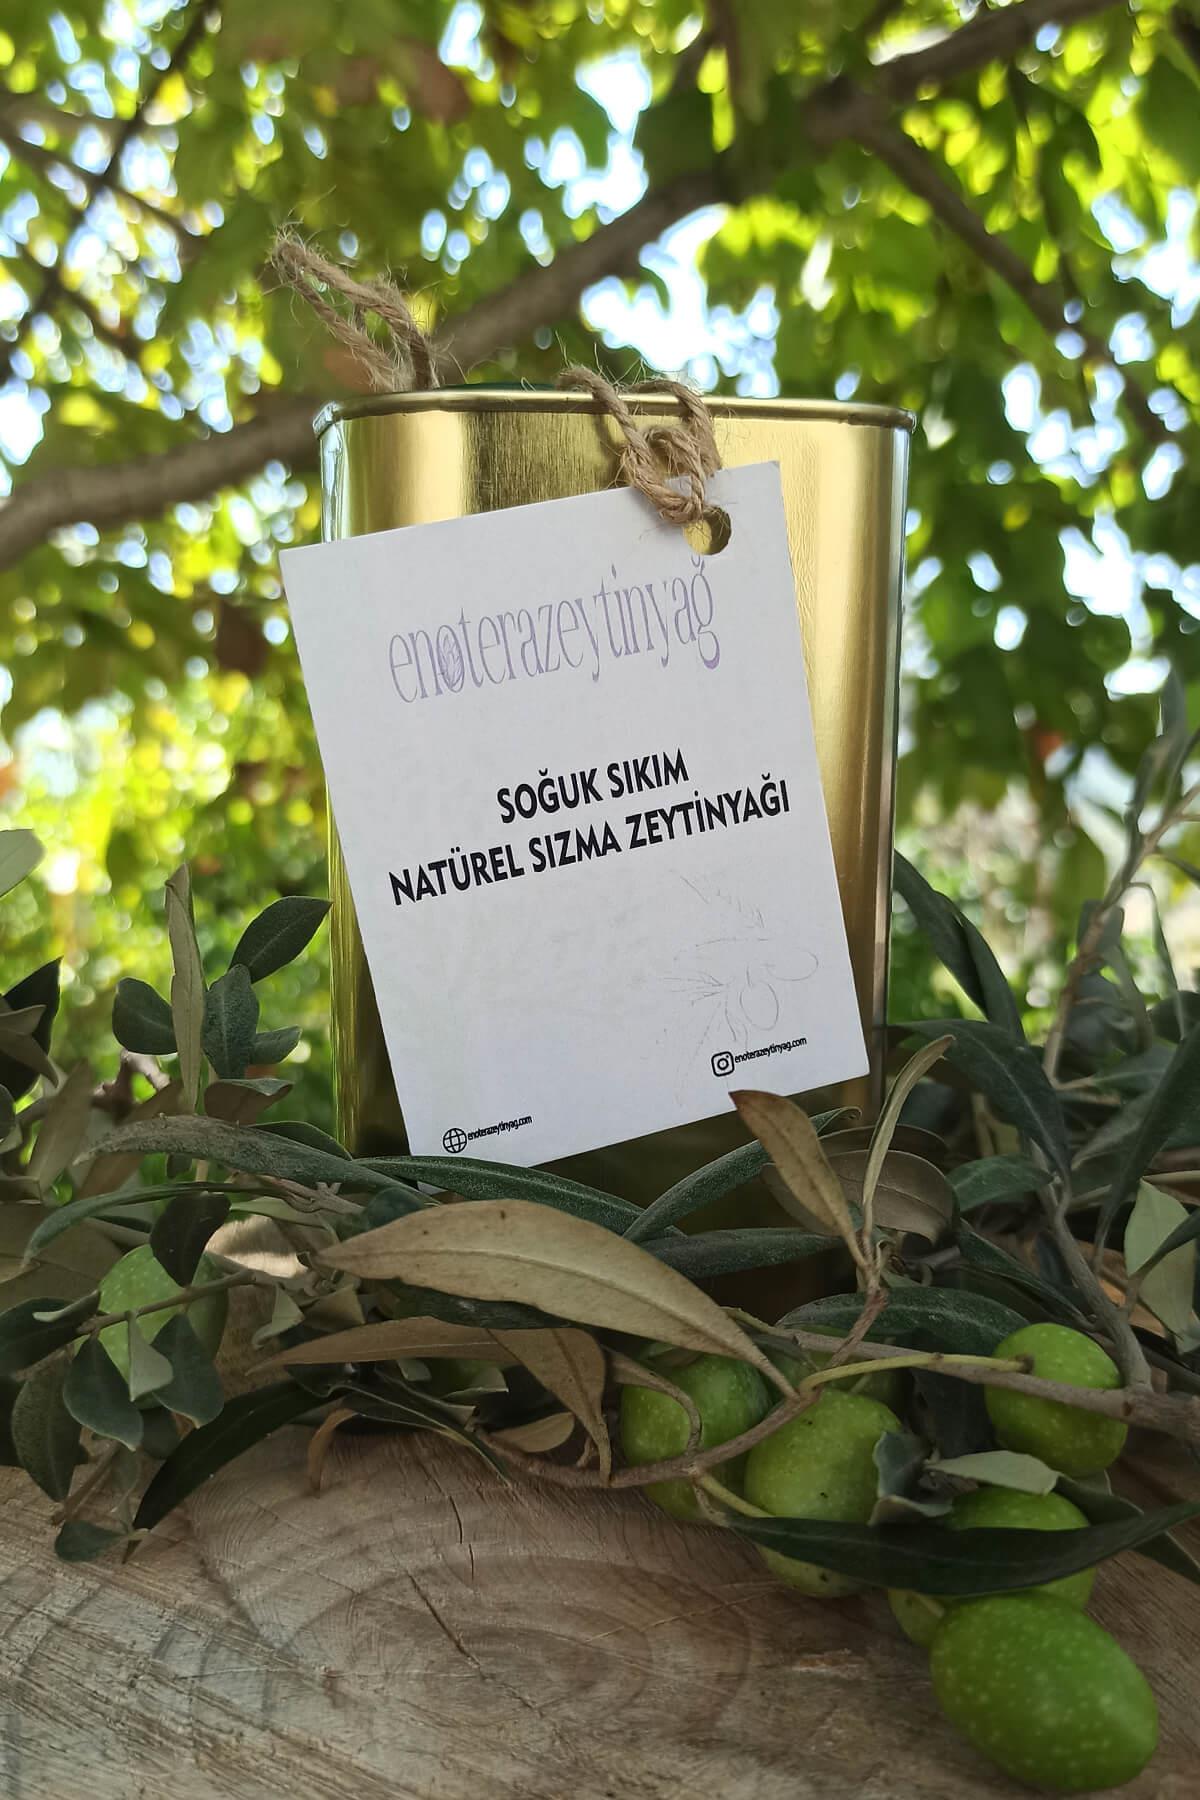 enoterazeytinyağ
SOĞUK SIKIM
NATÜREL SIZMA ZEYTİNYAĞI
enoterazeytinyag.com
enoterazeytinyag.com